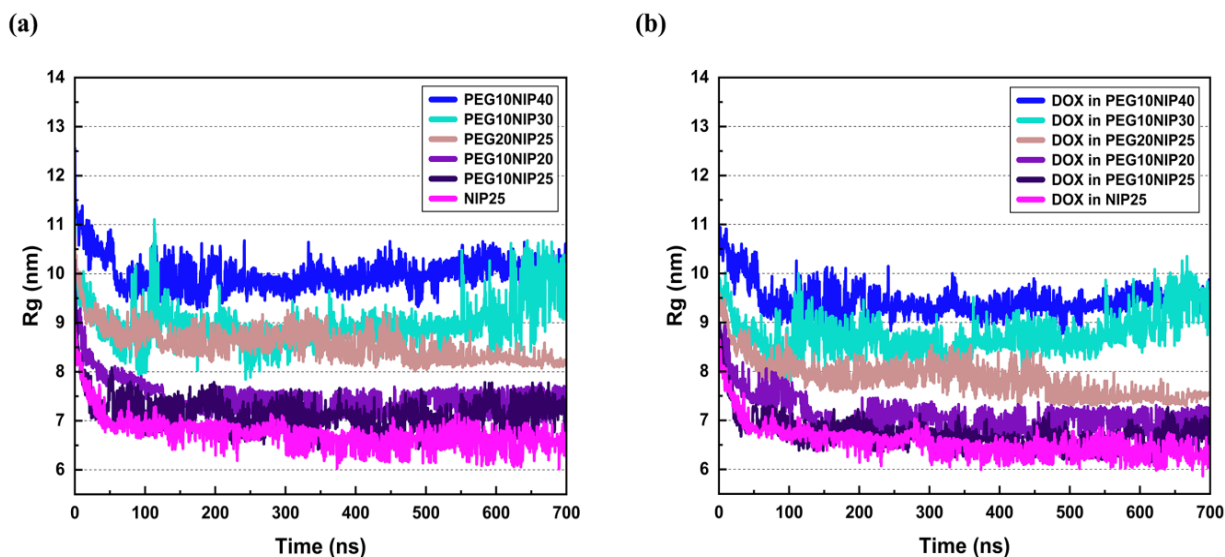 (a)
14
13
12
11
10
9
8
7
6
Rg (nm)
PEG10NIP40
PEG10NIP30
PEG20NIP25
PEG10NIP20
PEG10NIP25
NIP25
0 100 200 300 400 500 600 700
Time (ns)
(b)
14
13
12
11
10
9
8
7
6
Rg (nm)
DOX in PEG10NIP40
DOX in PEG10NIP30
DOX in PEG20NIP25
DOX in PEG10NIP20
DOX in PEG10NIP25
DOX in NIP25
0 100 200 300 400 500 600 700
Time (ns)